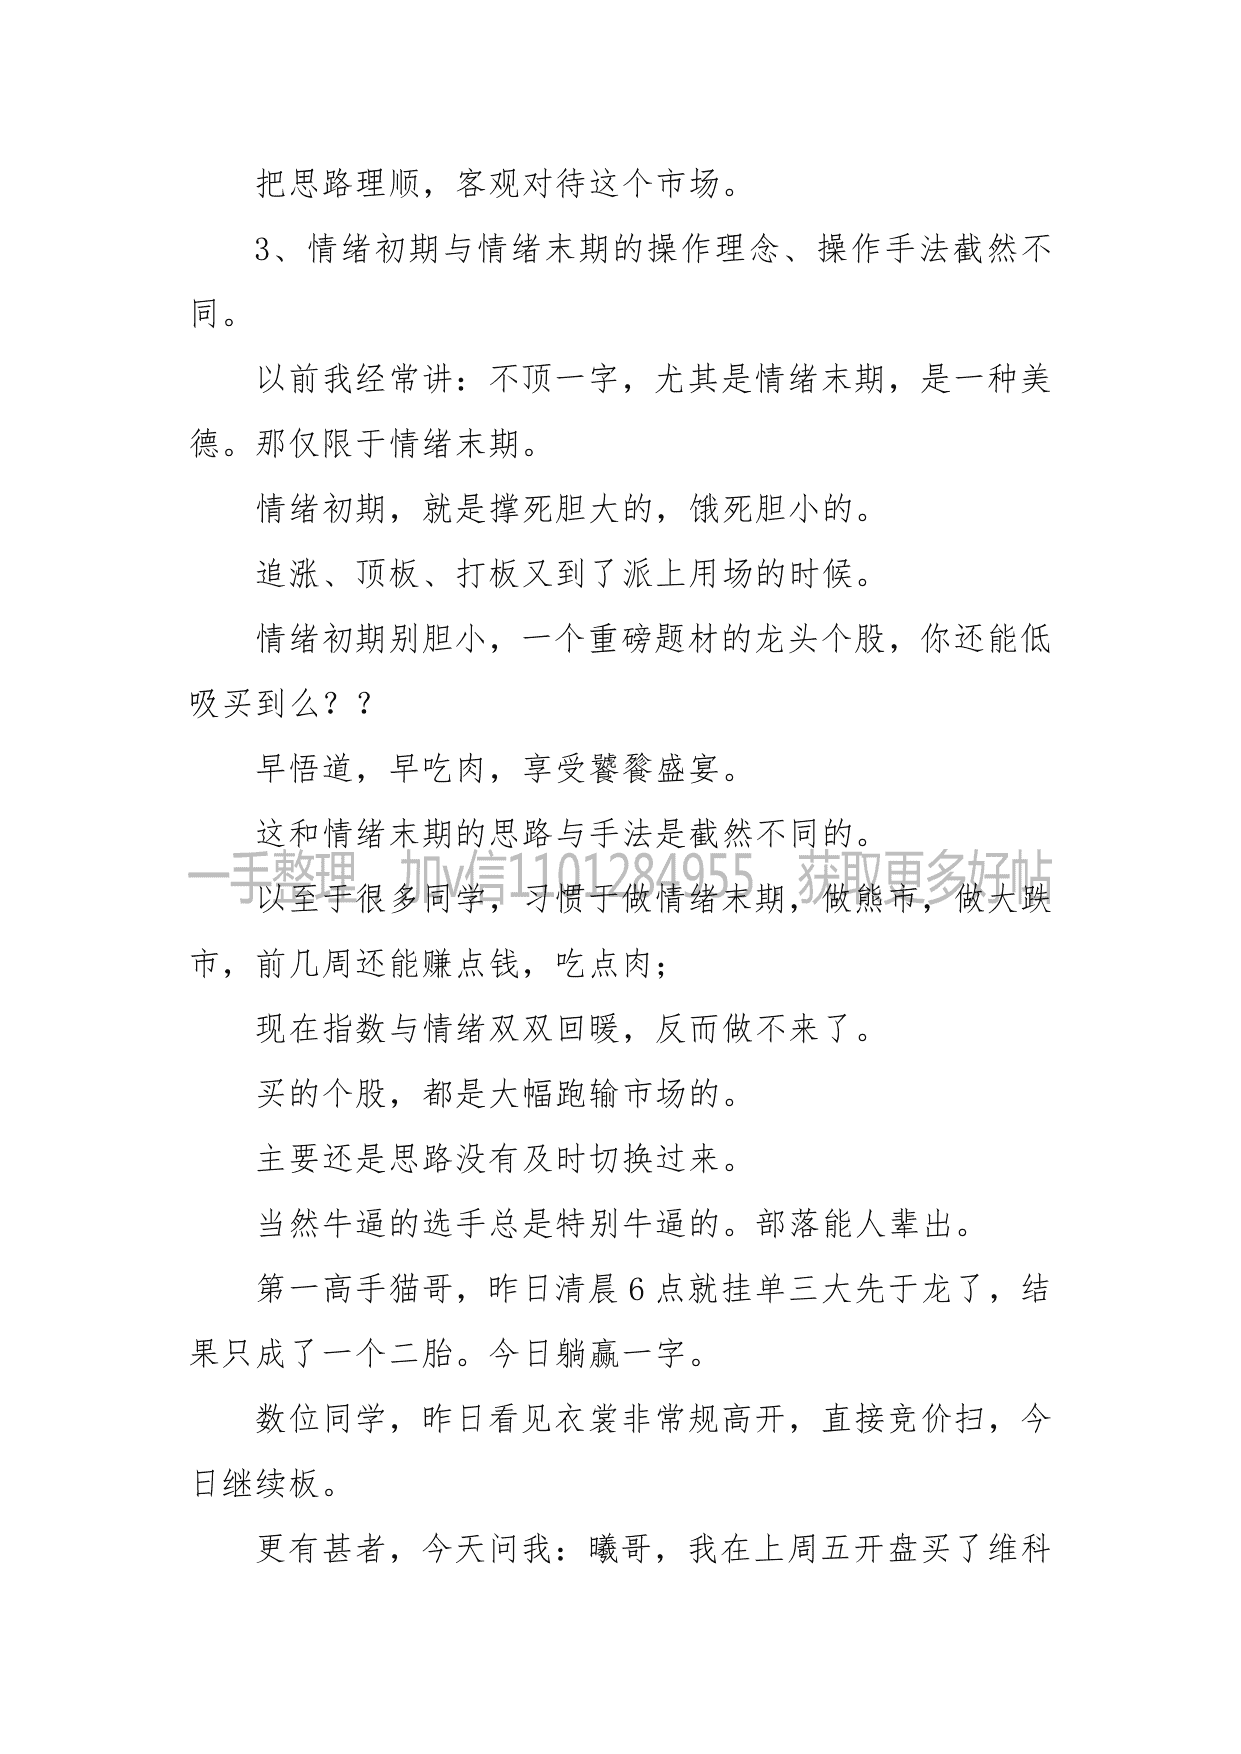 把思路理顺，客观对待这个市场。
3、情绪初期与情绪末期的操作理念、操作手法截然不
同。
以前我经常讲：不顶一字，尤其是情绪末期，是一种美
德。那仅限于情绪末期。
情绪初期，就是撑死胆大的，饿死胆小的。
追涨、顶板、打板又到了派上用场的时候。
情绪初期别胆小，一个重磅题材的龙头个股，你还能低
吸买到么？？
早悟道，早吃肉，享受饕餮盛宴。
这和情绪末期的思路与手法是截然不同的。
一手整理　加v信1101284955　获取更多好帖
以至于很多同学，习惯于做情绪末期，做熊市，做大跌
市，前几周还能赚点钱，吃点肉；
现在指数与情绪双双回暖，反而做不来了。
买的个股，都是大幅跑输市场的。
主要还是思路没有及时切换过来。
当然牛逼的选手总是特别牛逼的。部落能人辈出。
第一高手猫哥，昨日清晨 6 点就挂单三大先于龙了，结
果只成了一个二胎。今日躺赢一字。
数位同学，昨日看见衣裳非常规高开，直接竞价扫，今
日继续板。
更有甚者，今天问我：曦哥，我在上周五开盘买了维科